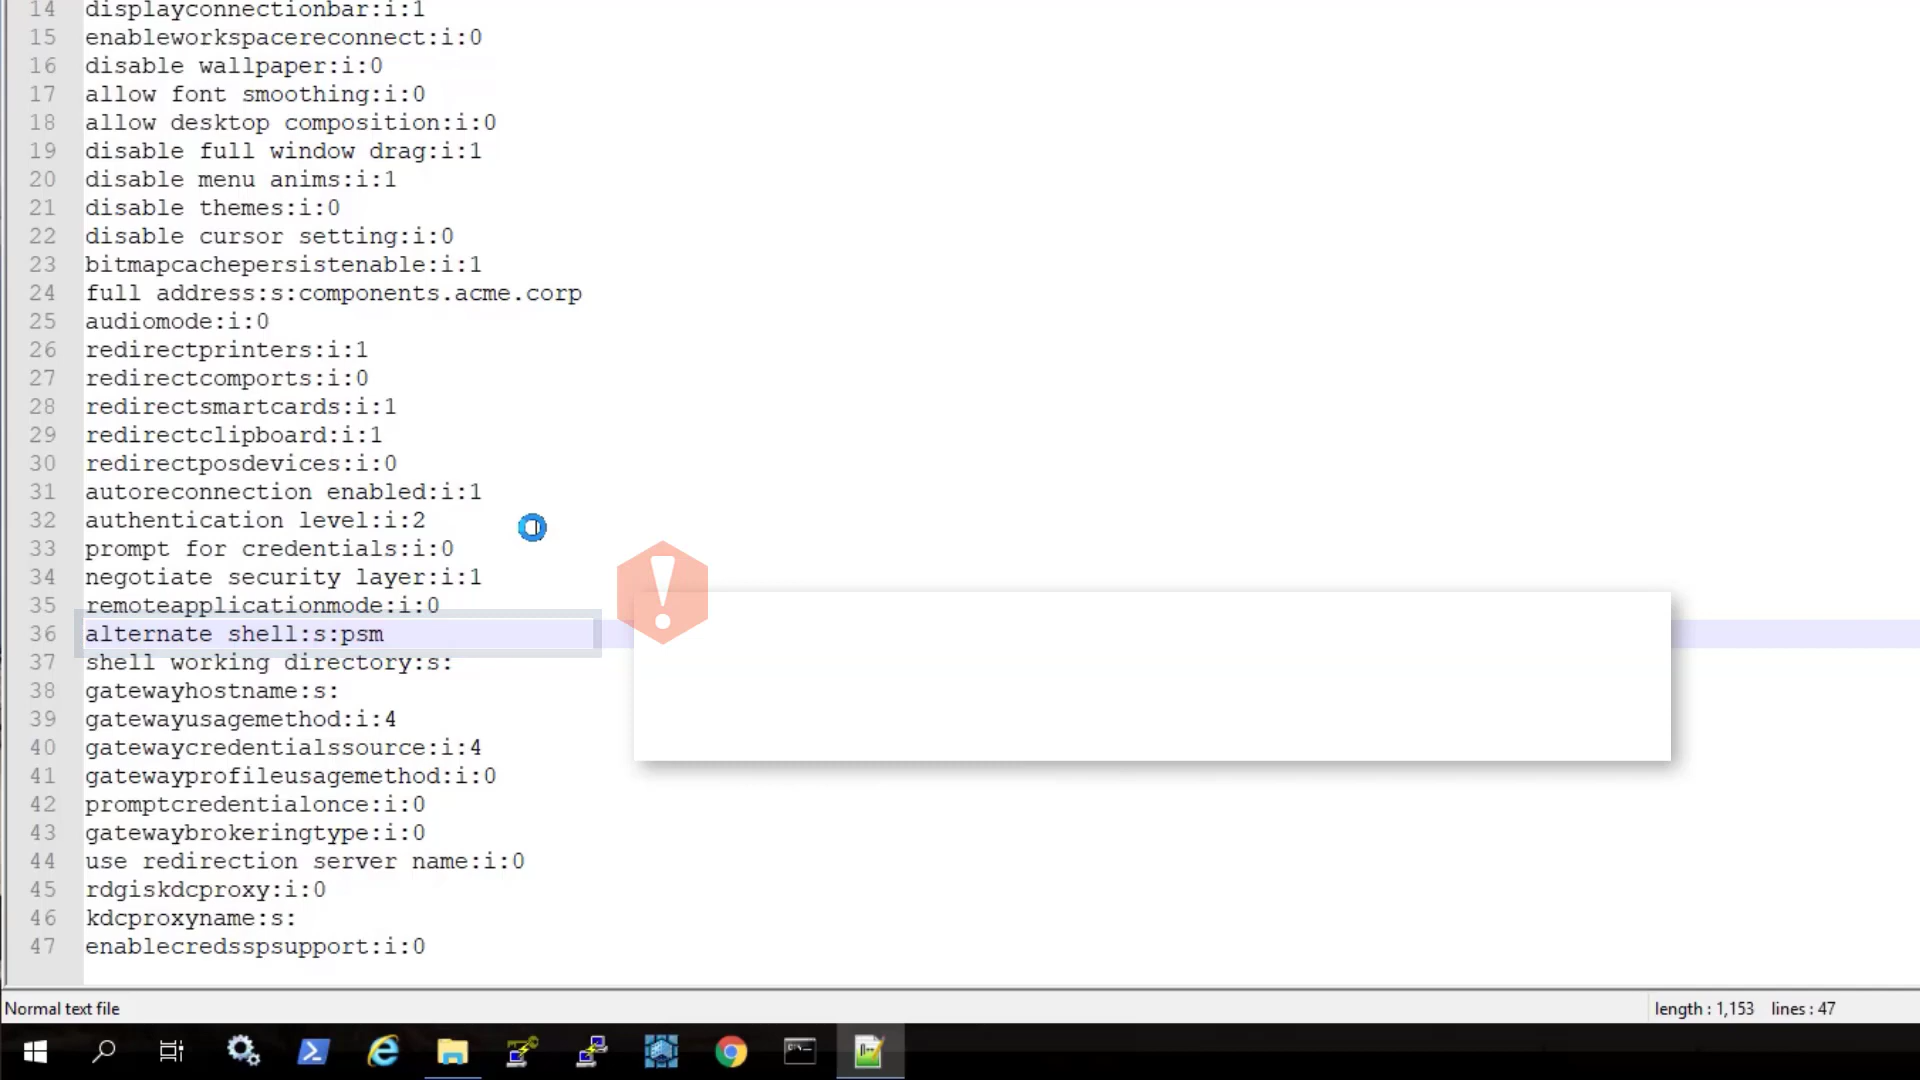 14 displayconnectionbar:i:1
15 enableworkspacereconnect:i:0
16 disable wallpaper:i:0
17 allow font smoothing:i:0
18 allow desktop composition:i:0
19 disable full window drag:i:1
20 disable menu anims:i:1
21 disable themes:i:0
22 disable cursor setting:i:0
23 bitmapcachepersistenable:i:1
24 full address:s:components.acme.corp
25 audiomode:i:0
26 redirectprinters:i:1
27 redirectcomports:i:0
28 redirectsmartcards:i:1
29 redirectclipboard:i:1
30 redirectposdevices:i:0
31 autoreconnection enabled:i:1
32 authentication level:i:2
33 prompt for credentials:i:0
34 negotiate security layer:i:1
35 remoteapplicationmode:i:0
36 alternate shell:s:psm
37 shell working directory:s:
38 gatewayhostname:s:
39 gatewayusagemethod:i:4
40 gatewaycredentialssource:i:4
41 gatewayprofileusagemethod:i:0
42 promptcredentialonce:i:0
43 gatewaybrokeringtype:i:0
44 use redirection server name:i:0
45 rdgiskdcproxy:i:0
46 kdcproxyname:s:
47 enablecredsspsupport:i:0
Normal text file length : 1,153 lines : 47